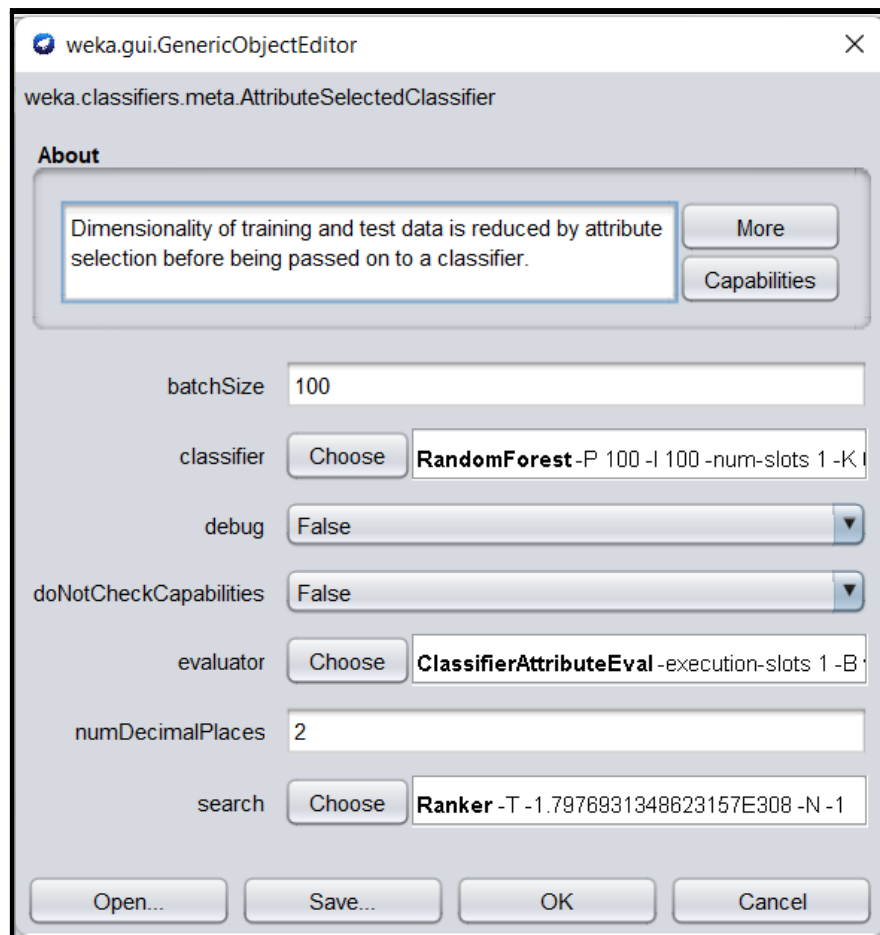 weka.gui.GenericObjectEditor
weka.classifiers.meta.AttributeSelectedClassifier
About
Dimensionality of training and test data is reduced by attribute
selection before being passed on to a classifier.
More
Capabilities
batchSize 100
classifier Choose RandomForest -P 100 -I 100 -num-slots 1 -K
debug False
doNotCheckCapabilities False
evaluator Choose ClassifierAttributeEval -execution-slots 1 -B
numDecimalPlaces 2
search Choose Ranker -T -1.7976931348623157E308 -N -1
Open... Save... OK Cancel